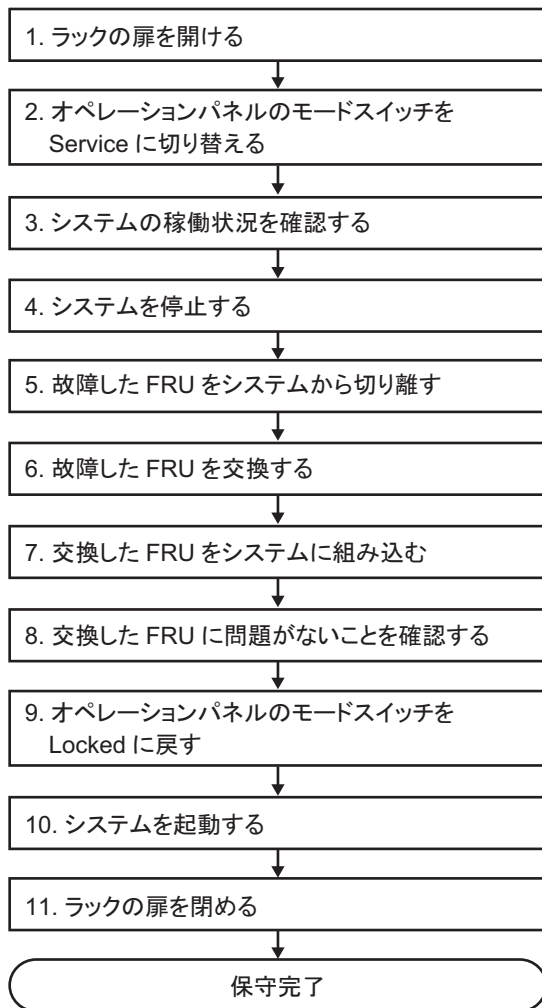 1. ラックの扉を開ける
2. オペレーションパネルのモードスイッチを
Service に切り替える
3. システムの稼働状況を確認する
4. システムを停止する
5. 故障した FRU をシステムから切り離す
6. 故障した FRU を交換する
7. 交換した FRU をシステムに組み込む
8. 交換した FRU に問題がないことを確認する
9. オペレーションパネルのモードスイッチを
Locked に戻す
10. システムを起動する
11. ラックの扉を閉める
保守完了